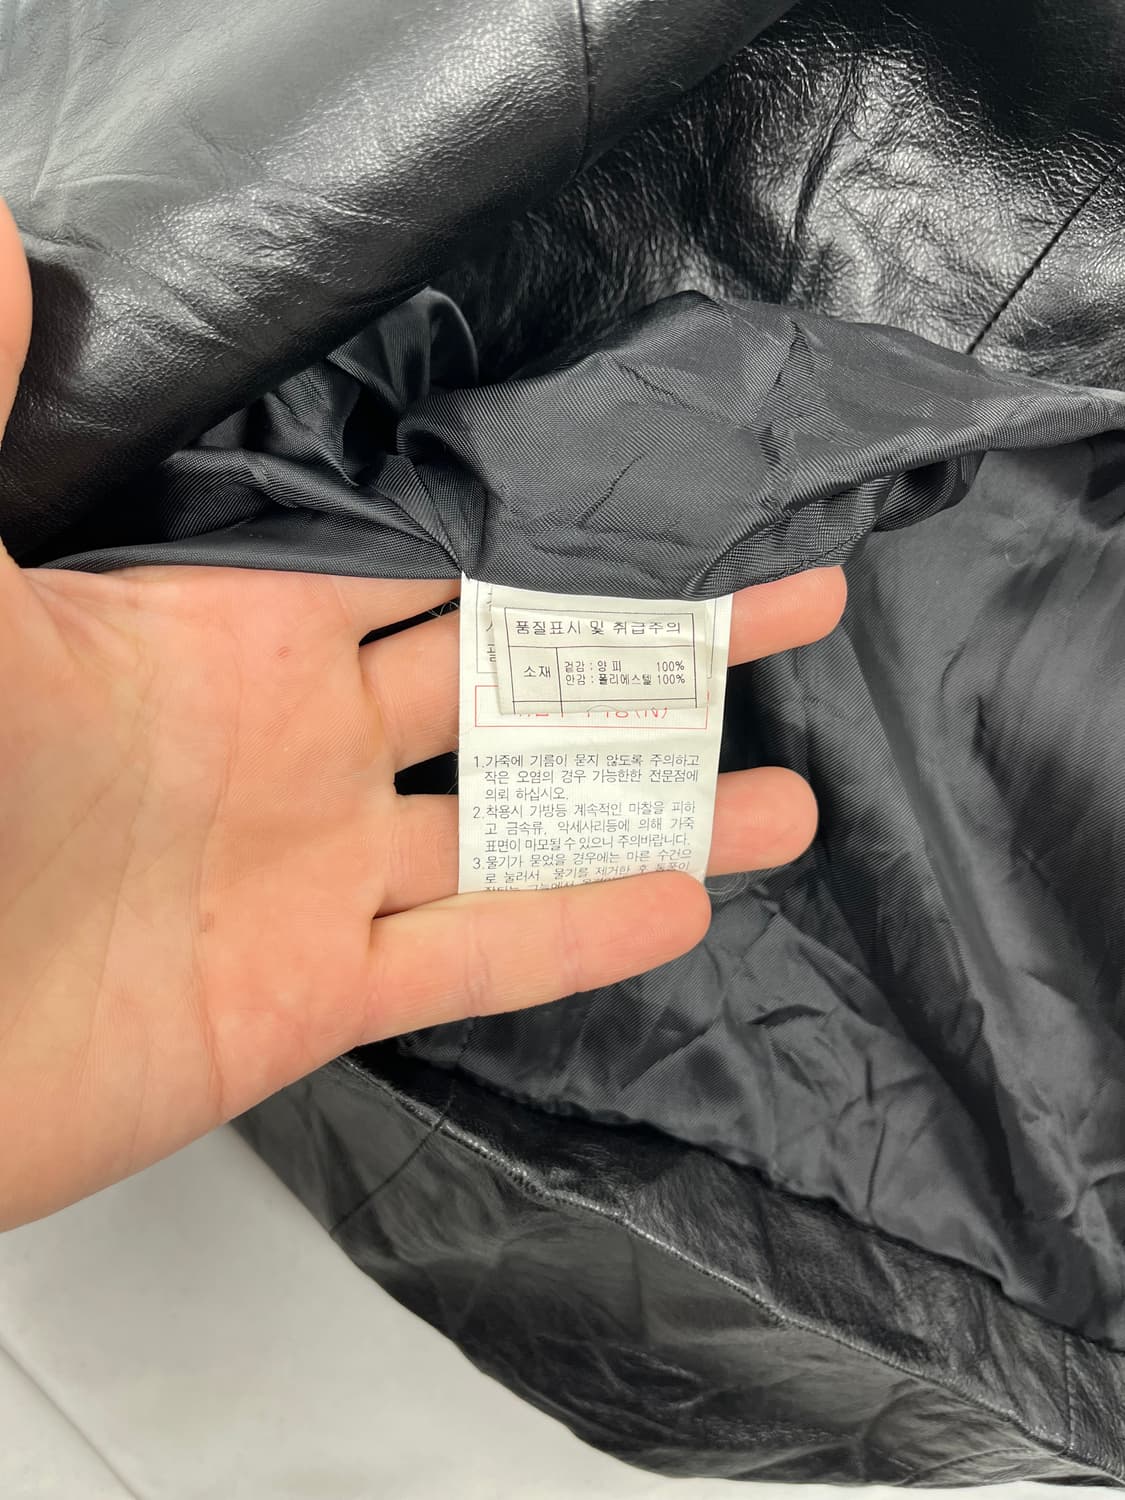 품질표시 및 취급주의
소재
겉감 : 양 피 100%
안감 : 폴리에스텔 100%
1.가죽에 기름이 묻지 않도록 주의하고
작은 오염의 경우 가능한한 전문점에
의뢰 하십시오.
2.착용시 가방등 계속적인 마찰을 피하
고 금속류, 악세사리등에 의해 가죽
표면이 마모될 수 있으니 주의바랍니다.
3.물기가 묻었을 경우에는 마른 수건으
로 눌러서 물기를 제거한 후 통풍이